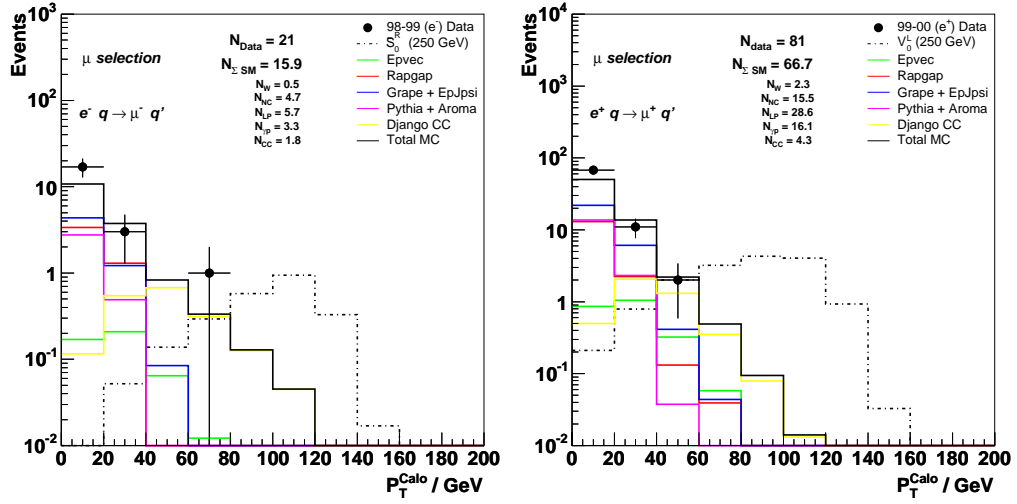 Events
10³
10²
10
1
10⁻¹
10⁻²
0 20 40 60 80 100 120 140 160 180 200
P_T^Calo / GeV
μ selection
e⁻ q → μ⁻ q'
N_Data = 21
N_Σ SM = 15.9
N_W = 0.5
N_NC = 4.7
N_LP = 5.7
N_γp = 3.3
N_CC = 1.8
98-99 (e⁻) Data
S_0^R (250 GeV)
Epvec
Rapgap
Grape + EpJpsi
Pythia + Aroma
Django CC
Total MC
Events
10⁴
10³
10²
10
1
10⁻¹
10⁻²
0 20 40 60 80 100 120 140 160 180 200
P_T^Calo / GeV
μ selection
e⁺ q → μ⁺ q'
N_data = 81
N_Σ SM = 66.7
N_W = 2.3
N_NC = 15.5
N_LP = 28.6
N_γp = 16.1
N_CC = 4.3
99-00 (e⁺) Data
V_0^L (250 GeV)
Epvec
Rapgap
Grape + EpJpsi
Pythia + Aroma
Django CC
Total MC